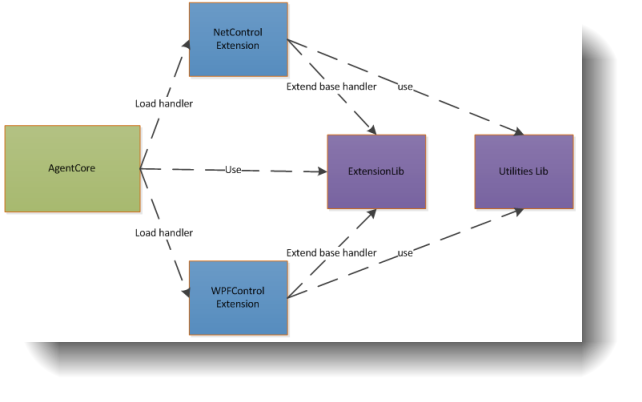 NetControl
Extension
Extend base handler
use
Load handler
AgentCore
Use
ExtensionLib
Utilities Lib
Load handler
Extend base handler
use
WPFControl
Extension